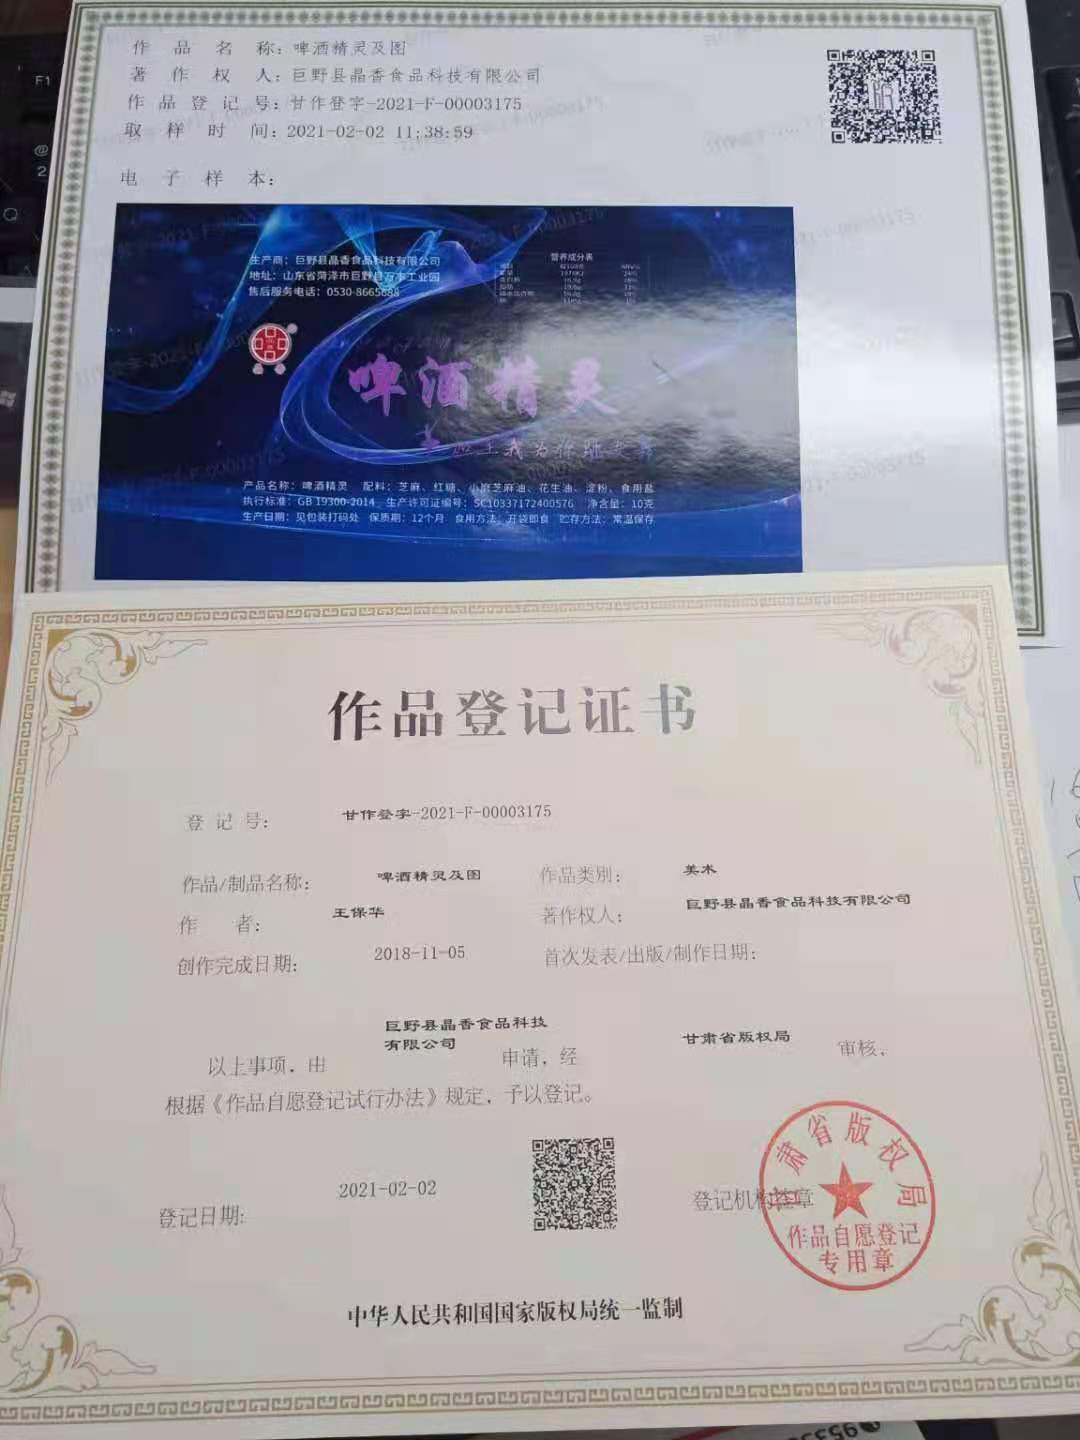 作品名称：啤酒精灵及图
著作权人：巨野县晶香食品科技有限公司
作品登记号：甘作登字-2021-F-00003175
取样时间：2021-02-02 11:38:59
电子样本：
生产商：巨野县晶香食品科技有限公司
地址：山东省菏泽市巨野县万丰工业园
售后服务电话：0530-8665888
营养成分表
啤酒精灵
产品名称：啤酒精灵 配料：芝麻、红糖、小磨芝麻油、花生油、淀粉、食用盐
执行标准：GB 19300-2014 生产许可证编号：SC10337172400576 净含量：10克
生产日期：见包装打码处 保质期：12个月 食用方法：开袋即食 贮存方法：常温保存
作品登记证书
登记号：甘作登字-2021-F-00003175
作品/制品名称：啤酒精灵及图 作品类别：美术
作者：王保华 著作权人：巨野县晶香食品科技有限公司
创作完成日期：2018-11-05 首次发表/出版/制作日期：
以上事项，由巨野县晶香食品科技有限公司申请，经甘肃省版权局审核，
根据《作品自愿登记试行办法》规定，予以登记。
登记日期：2021-02-02
登记机构签章
甘肃省版权局
作品自愿登记
专用章
中华人民共和国国家版权局统一监制